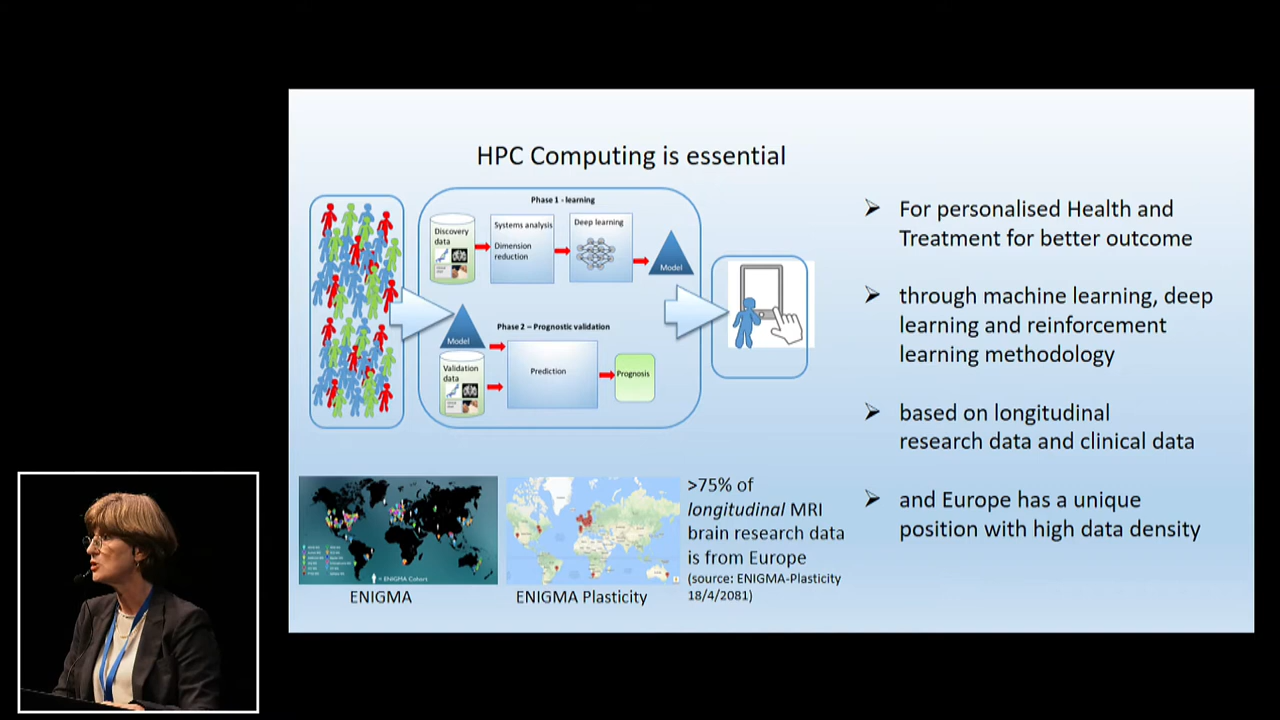 HPC Computing is essential
Phase 1 - learning
Discovery
data
Systems analysis
Dimension
reduction
Deep learning
Model
Phase 2 – Prognostic validation
Model
Validation
data
Prediction
Prognosis
= ENIGMA Cohort
ENIGMA
ENIGMA Plasticity
>75% of
longitudinal MRI
brain research data
is from Europe
(source: ENIGMA-Plasticity
18/4/2081)
➢ For personalised Health and
Treatment for better outcome
➢ through machine learning, deep
learning and reinforcement
learning methodology
➢ based on longitudinal
research data and clinical data
➢ and Europe has a unique
position with high data density